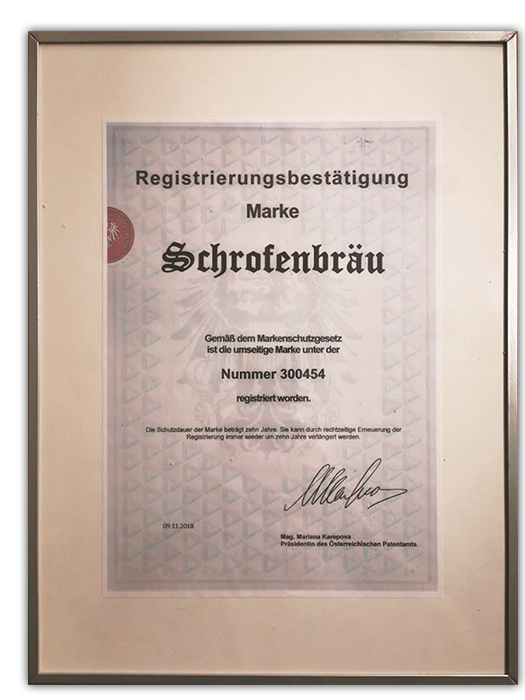 Registrierungsbestätigung
Marke
Schrofenbräu
Gemäß dem Markenschutzgesetz
ist die umseitige Marke unter der
Nummer 300454
registriert worden.
Die Schutzdauer der Marke beträgt zehn Jahre. Sie kann durch rechtzeitige Erneuerung der
Registrierung immer wieder um zehn Jahre verlängert werden.
09.11.2018
Mag. Mariana Karepova
Präsidentin des Österreichischen Patentamts.